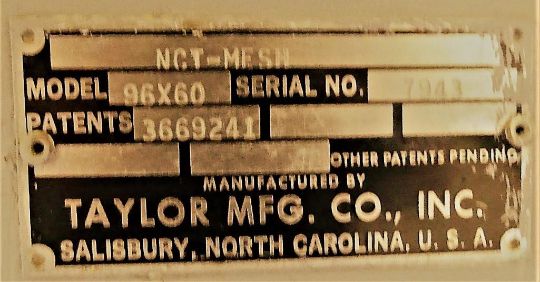 NCT-MESH
MODEL 96X60 SERIAL NO. 7943
PATENTS 3669241
OTHER PATENTS PENDING
MANUFACTURED BY
TAYLOR MFG. CO., INC.
SALISBURY, NORTH CAROLINA, U. S. A.